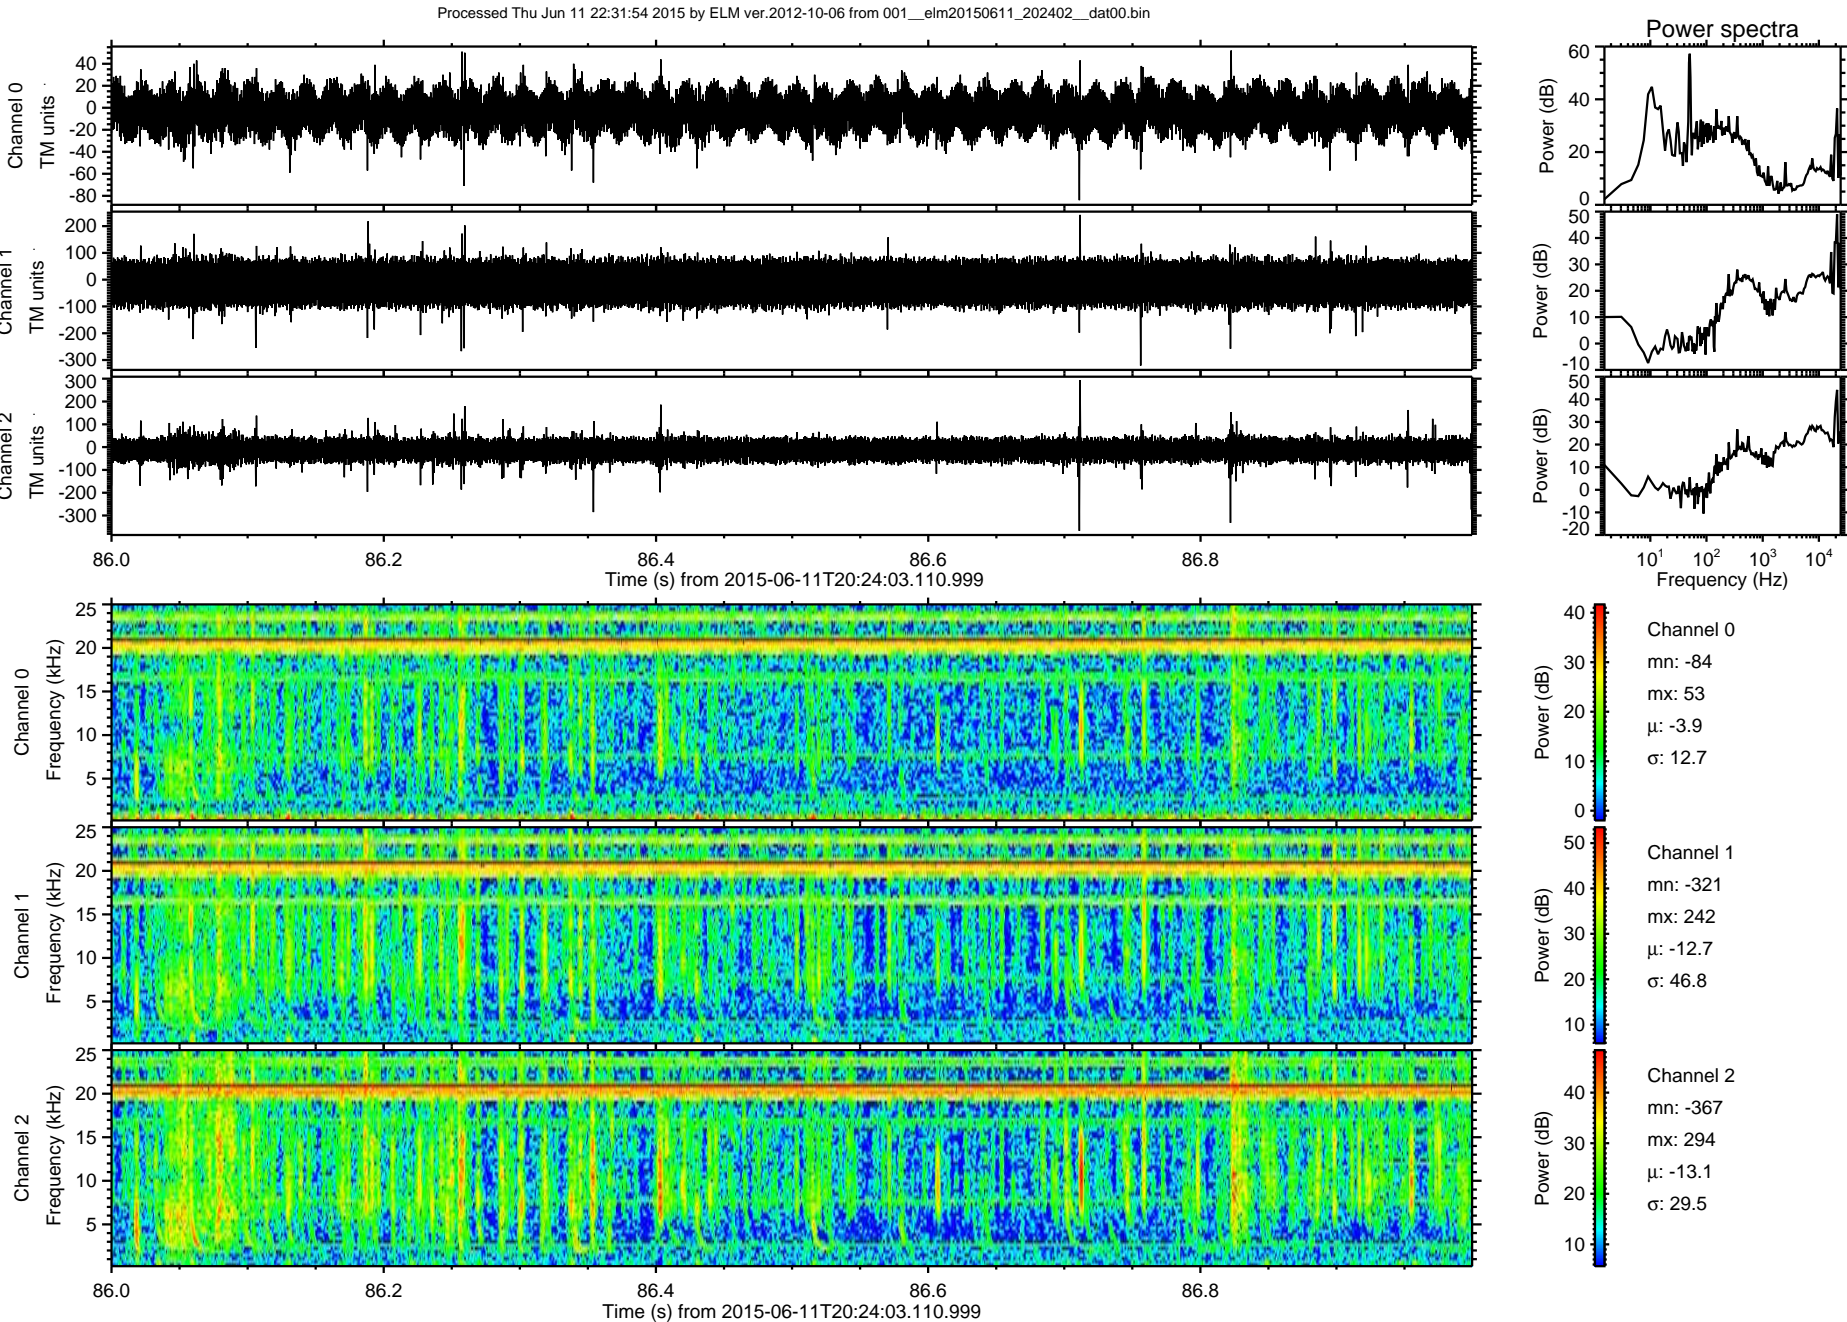 Processed Thu Jun 11 22:31:54 2015 by ELM ver.2012-10-06 from 001__elm20150611_202402__dat00.bin
Power spectra
Channel 0
TM units
40
20
0
-20
-40
-60
-80
Power (dB)
60
40
20
0
Channel 1
TM units
200
100
0
-100
-200
-300
Power (dB)
50
40
30
20
10
0
-10
Channel 2
TM units
300
200
100
0
-100
-200
-300
Power (dB)
50
40
30
20
10
0
-10
-20
86.0 86.2 86.4 86.6 86.8
Time (s) from 2015-06-11T20:24:03.110.999
10¹ 10² 10³ 10⁴
Frequency (Hz)
Channel 0
Frequency (kHz)
25
20
15
10
5
Power (dB)
40
30
20
10
0
Channel 0
mn: -84
mx: 53
μ: -3.9
σ: 12.7
Channel 1
Frequency (kHz)
25
20
15
10
5
Power (dB)
50
40
30
20
10
Channel 1
mn: -321
mx: 242
μ: -12.7
σ: 46.8
Channel 2
Frequency (kHz)
25
20
15
10
5
Power (dB)
40
30
20
10
Channel 2
mn: -367
mx: 294
μ: -13.1
σ: 29.5
86.0 86.2 86.4 86.6 86.8
Time (s) from 2015-06-11T20:24:03.110.999